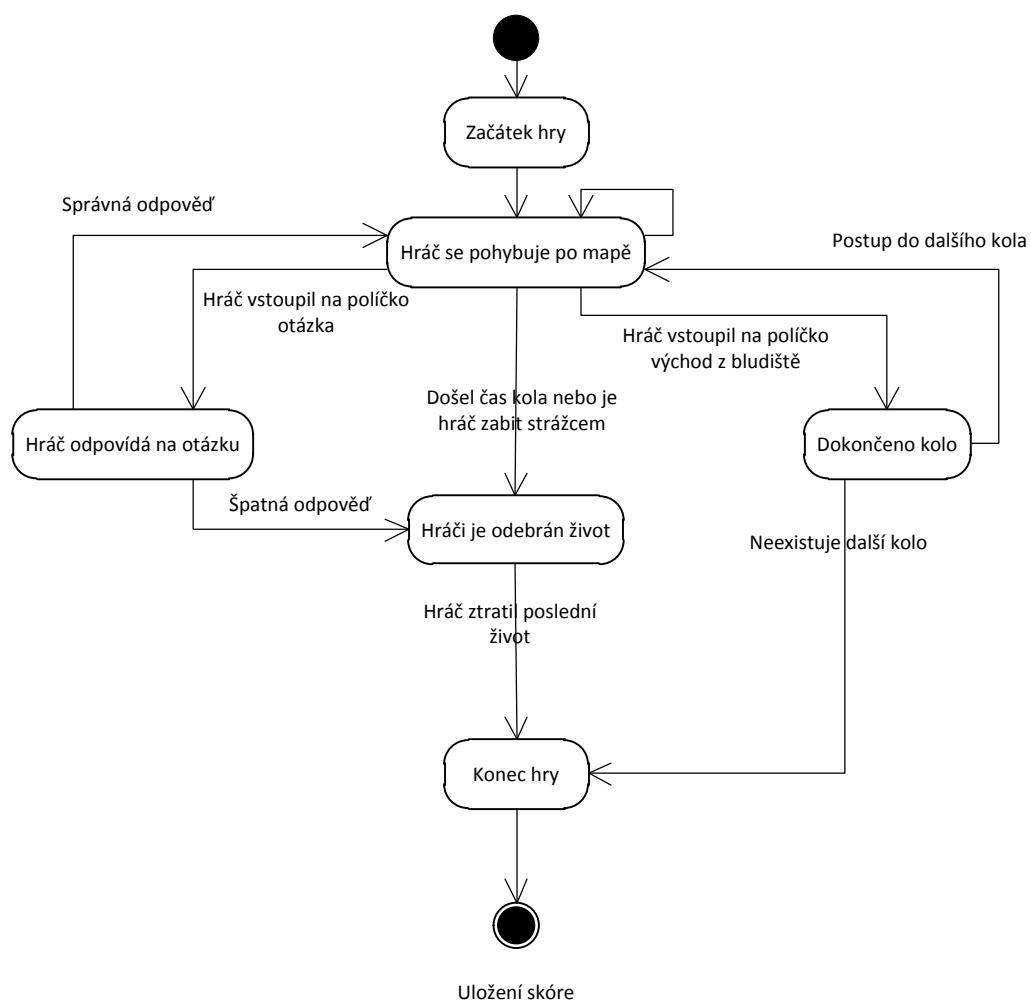 Začátek hry
Správná odpověď
Hráč se pohybuje po mapě
Postup do dalšího kola
Hráč vstoupil na políčko
otázka
Hráč vstoupil na políčko
východ z bludiště
Došel čas kola nebo je
hráč zabit strážcem
Hráč odpovídá na otázku
Dokončeno kolo
Špatná odpověď
Hráči je odebrán život
Neexistuje další kolo
Hráč ztratil poslední
život
Konec hry
Uložení skóre